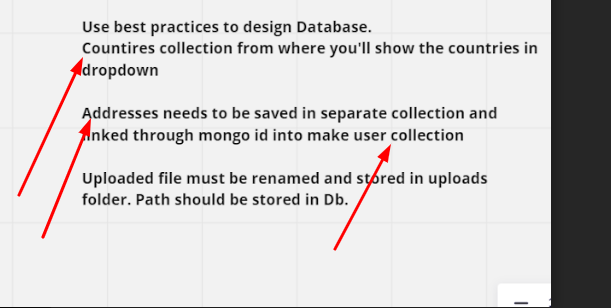 Use best practices to design Database.
Countires collection from where you'll show the countries in
dropdown
Addresses needs to be saved in separate collection and
linked through mongo id into make user collection
Uploaded file must be renamed and stored in uploads
folder. Path should be stored in Db.